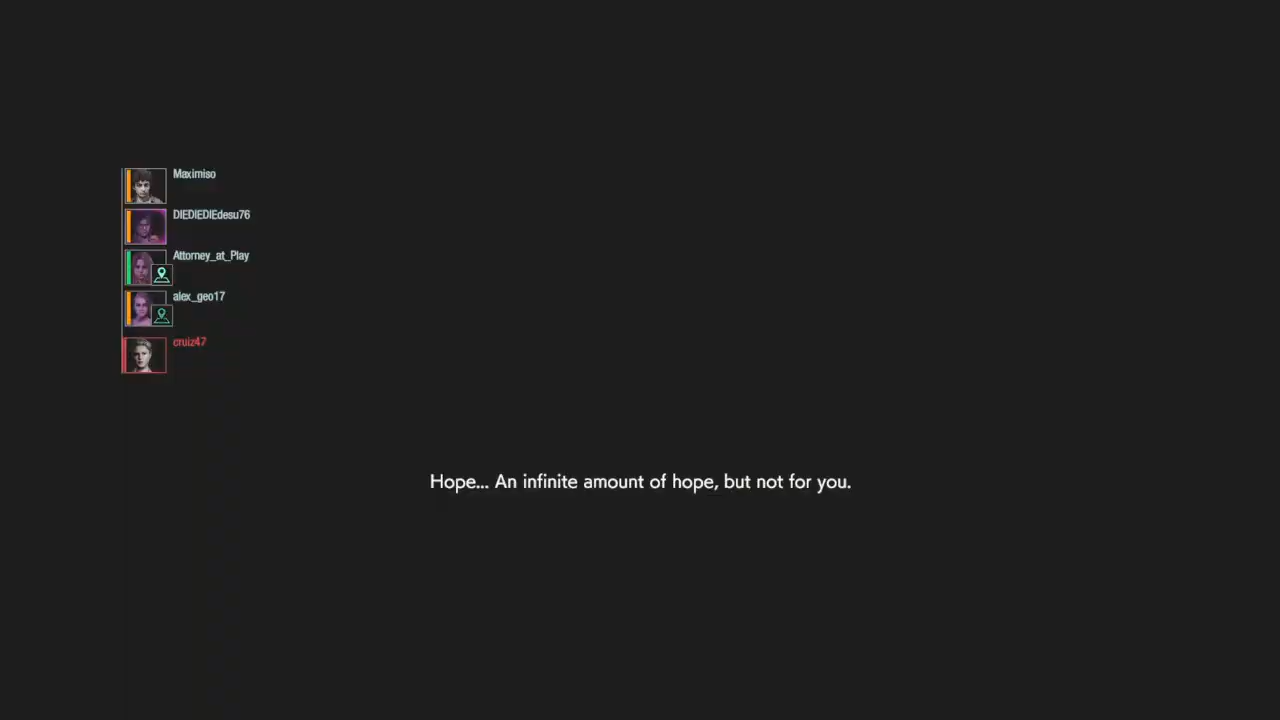 Maximiso
DIEDIEDIEdesu76
Attorney_at_Play
alex_geo17
cruiz47
Hope... An infinite amount of hope, but not for you.